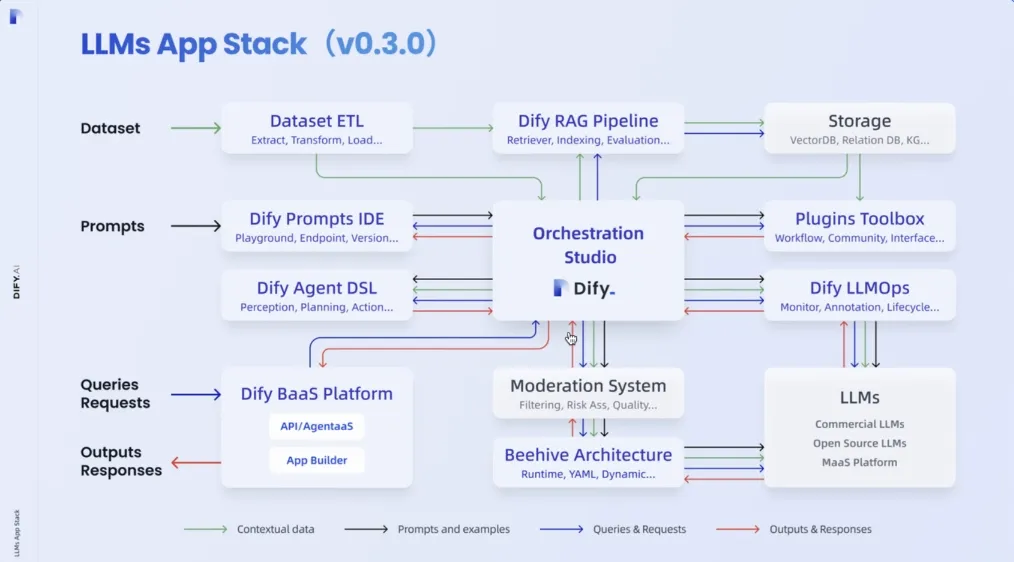 LLMs App Stack（v0.3.0）
Dataset
Dataset ETL
Extract, Transform, Load...
Dify RAG Pipeline
Retriever, Indexing, Evaluation...
Storage
VectorDB, Relation DB, KG...
Prompts
Dify Prompts IDE
Playground, Endpoint, Version...
Orchestration
Studio
Dify.
Plugins Toolbox
Workflow, Community, Interface...
Dify Agent DSL
Perception, Planning, Action...
Dify LLMOps
Monitor, Annotation, Lifecycle...
DIFY.AI
Queries
Requests
Outputs
Responses
Dify BaaS Platform
API/AgentaaS
App Builder
Moderation System
Filtering, Risk Ass, Quality...
Beehive Architecture
Runtime, YAML, Dynamic...
LLMs
Commercial LLMs
Open Source LLMs
MaaS Platform
LLMs App Stack
Contextual data
Prompts and examples
Queries & Requests
Outputs & Responses